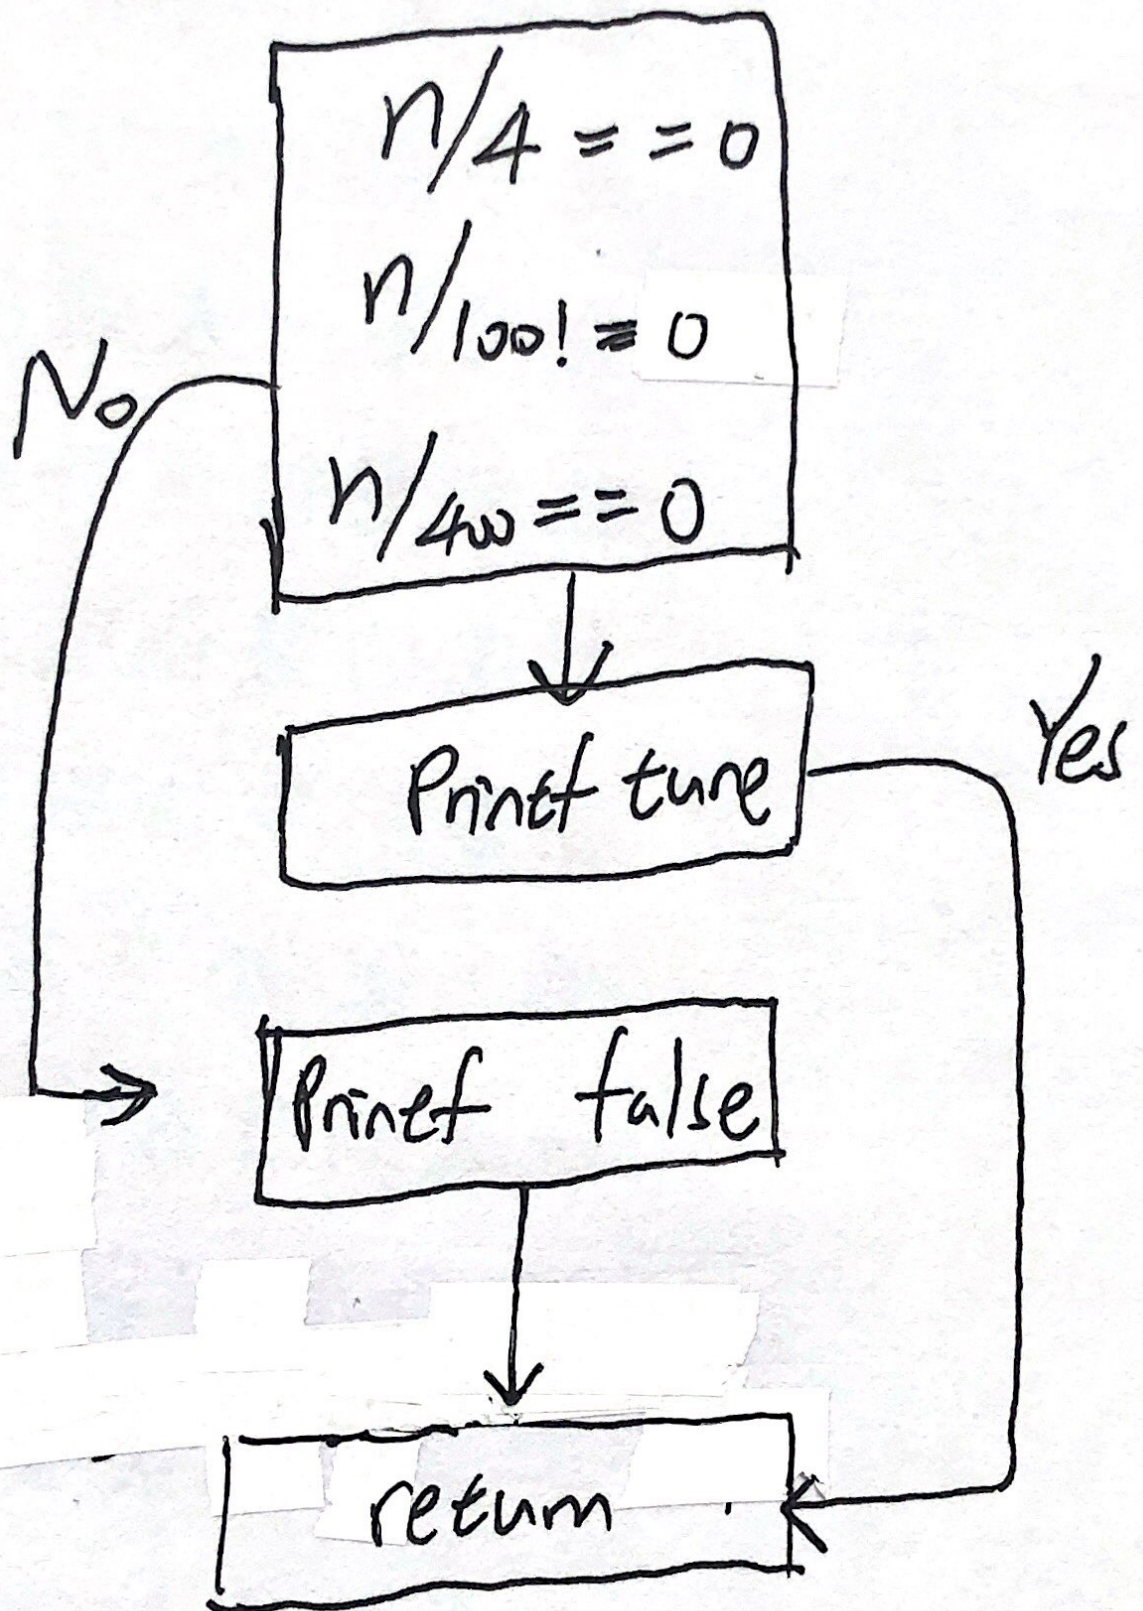 n/4 = = 0
n/100! = 0
No
n/400 == 0
Printf ture
Yes
Printf false
return